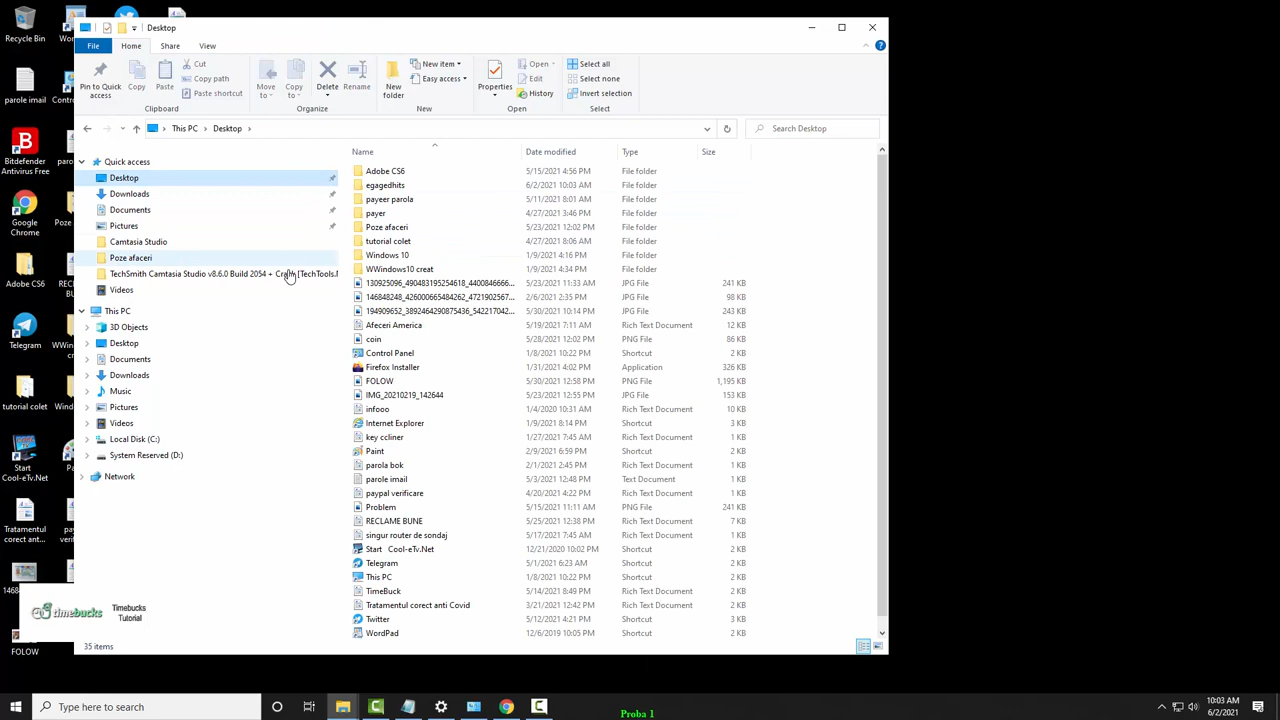 Recycle Bin
parole imail
Bitdefender
Antivirus Free
Google
Chrome
Adobe CS6
Telegram
tutorial colet
Start
Cool-eTv.Net
Tratamentul
corect ant...
FOLOW
Desktop
File Home Share View
Pin to Quick
access
Copy
Paste
Cut
Copy path
Paste shortcut
Clipboard
Move
to
Copy
to
Delete
Rename
Organize
New
folder
New item
Easy access
New
Properties
Open
Edit
History
Open
Select all
Select none
Invert selection
Select
This PC Desktop
Search Desktop
Quick access
Desktop
Downloads
Documents
Pictures
Camtasia Studio
Poze afaceri
TechSmith Camtasia Studio v8.6.0 Build 2054 + Cra [TechTools.
Videos
This PC
3D Objects
Desktop
Documents
Downloads
Music
Pictures
Videos
Local Disk (C:)
System Reserved (D:)
Network
Name Date modified Type Size
Adobe CS6 5/15/2021 4:56 PM File folder
egagedhits 6/2/2021 10:03 AM File folder
payeer parola 5/11/2021 8:01 AM File folder
payer 4/27/2021 3:46 PM File folder
Poze afaceri 5/23/2021 12:02 PM File folder
tutorial colet 4/27/2021 8:06 AM File folder
Windows 10 1/9/2021 4:16 PM File folder
WWindows10 creat 1/9/2021 4:34 PM File folder
130925096_490483195254618_4400846666... 5/23/2021 11:33 AM JPG File 241 KB
146848248_426000665484262_4721902567... 2/6/2021 2:35 PM JPG File 98 KB
194909652_3892464290875436_542217042... 5/30/2021 10:14 PM JPG File 243 KB
Afeceri America 5/19/2021 7:11 AM Rich Text Document 12 KB
coin 5/28/2021 12:02 PM PNG File 86 KB
Control Panel 1/8/2021 10:22 PM Shortcut 2 KB
Firefox Installer 1/31/2021 4:02 PM Application 326 KB
FOLOW 5/30/2021 12:58 PM PNG File 1,195 KB
IMG_20210219_142644 5/23/2021 12:55 PM JPG File 153 KB
infooo 1/4/2020 10:31 AM Rich Text Document 10 KB
Internet Explorer 1/9/2021 8:14 PM Shortcut 3 KB
key ccliner 1/27/2021 7:45 AM Rich Text Document 1 KB
Paint 2/9/2021 6:59 PM Shortcut 2 KB
parola bok 2/1/2021 2:45 PM Rich Text Document 1 KB
parole imail 5/3/2021 12:48 PM Text Document 1 KB
paypal verificare 4/20/2021 4:22 PM Rich Text Document 1 KB
Problem 5/15/2021 11:11 AM PNG File 241 KB
RECLAME BUNE 5/25/2021 12:38 PM Rich Text Document 7 KB
singur router de sondaj 5/17/2021 7:45 AM Rich Text Document 1 KB
Start Cool-eTv.Net 12/21/2020 10:02 PM Shortcut 2 KB
Telegram 5/1/2021 6:23 AM Shortcut 2 KB
This PC 1/8/2021 10:22 PM Shortcut 2 KB
TimeBuck 5/14/2021 8:49 PM Rich Text Document 2 KB
Tratamentul corect anti Covid 3/21/2021 12:42 PM Rich Text Document 2 KB
Twitter 5/12/2021 4:21 PM Shortcut 3 KB
WordPad 12/6/2019 10:05 PM Shortcut 2 KB
35 items
timebucks
Timebucks
Tutorial
Type here to search
Proba 1
10:03 AM
6/2/2021